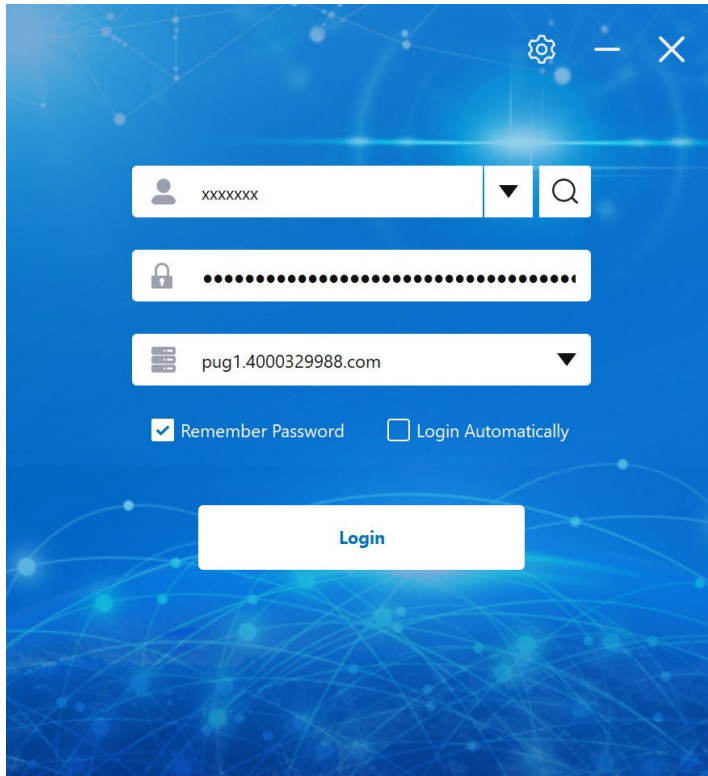 xxxxxxx
●●●●●●●●●●●●●●●●●●●●●●●●●●●●●●●●●●●●
pug1.4000329988.com
Remember Password Login Automatically
Login